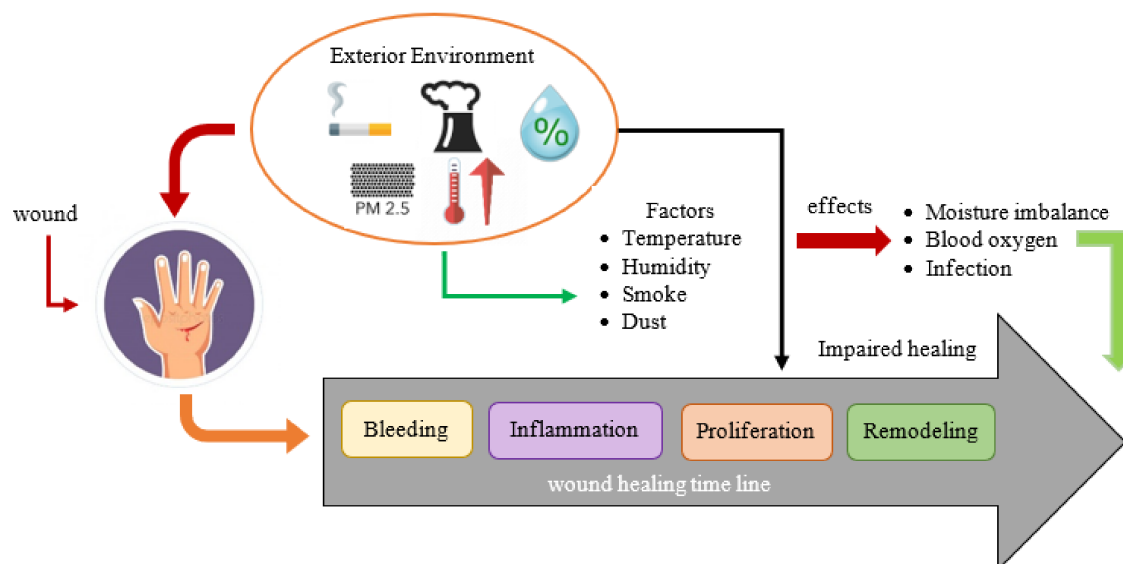 Exterior Environment
%
PM 2.5
wound
Factors
• Temperature
• Humidity
• Smoke
• Dust
effects
• Moisture imbalance
• Blood oxygen
• Infection
Impaired healing
Bleeding
Inflammation
Proliferation
Remodeling
wound healing time line